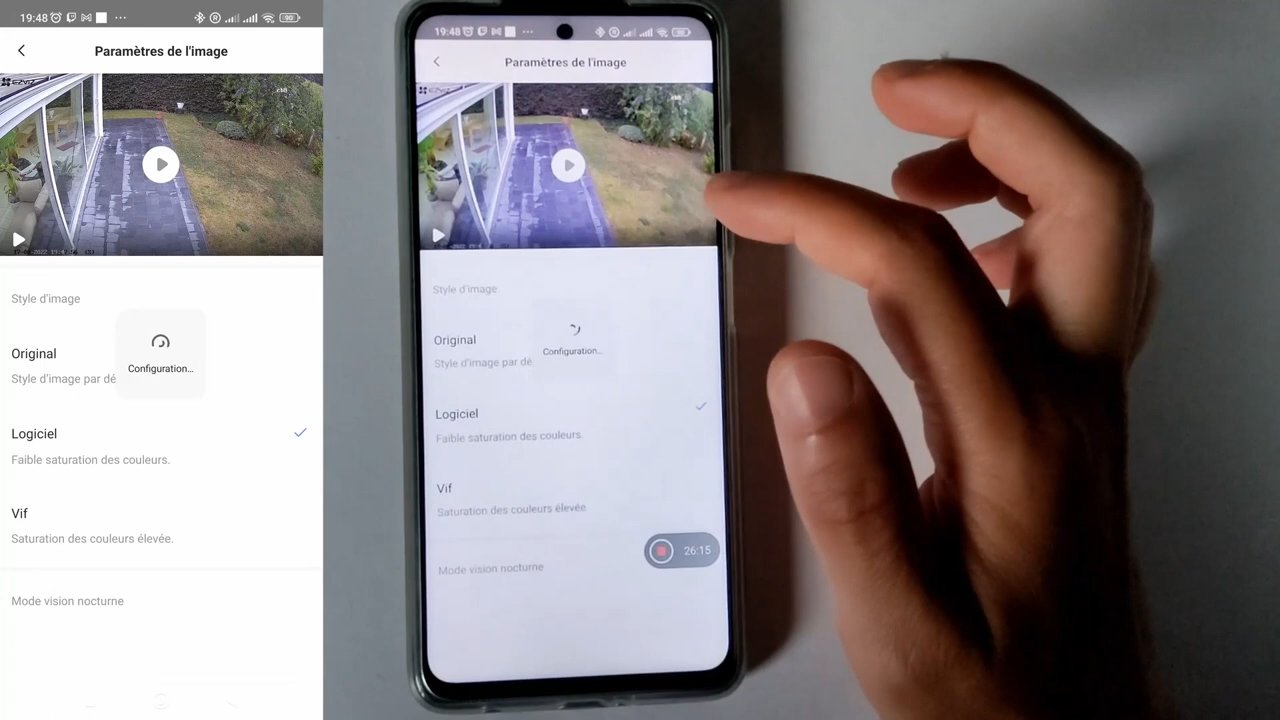 19:48
90
Paramètres de l'image
EZVIZ
Style d'image
Original
Style d'image par dé
Configuration...
Logiciel
Faible saturation des couleurs.
Vif
Saturation des couleurs élevée.
Mode vision nocturne
19:48
Paramètres de l'image
Style d'image
Original
Style d'image par dé
Configuration...
Logiciel
Faible saturation des couleurs.
Vif
Saturation des couleurs élevée.
26:15
Mode vision nocturne